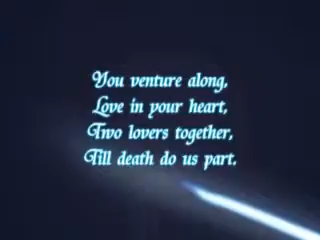 You venture along,
Love in your heart,
Two lovers together,
Till death do us part.